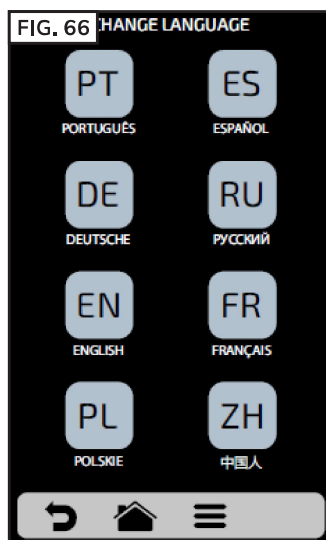 FIG. 66
CHANGE LANGUAGE
PT ES
PORTUGUÊS ESPAÑOL
DE RU
DEUTSCHE РУССКИЙ
EN FR
ENGLISH FRANÇAIS
PL ZH
POLSKIE 中国人